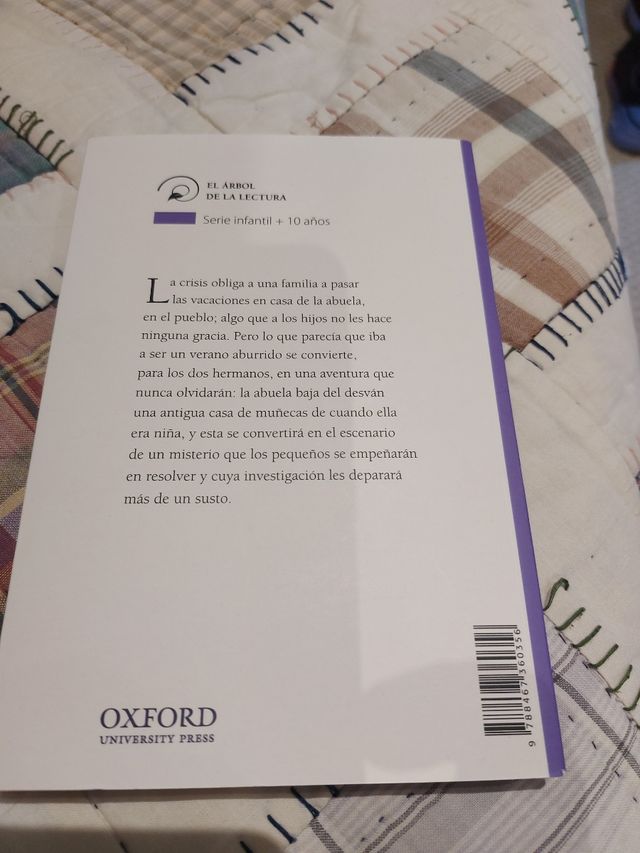 EL ÁRBOL
DE LA LECTURA
Serie infantil + 10 años
La crisis obliga a una familia a pasar
las vacaciones en casa de la abuela,
en el pueblo; algo que a los hijos no les hace
ninguna gracia. Pero lo que parecía que iba
a ser un verano aburrido se convierte,
para los dos hermanos, en una aventura que
nunca olvidarán: la abuela baja del desván
una antigua casa de muñecas de cuando ella
era niña, y esta se convertirá en el escenario
de un misterio que los pequeños se empeñarán
en resolver y cuya investigación les deparará
más de un susto.
OXFORD
UNIVERSITY PRESS
9 788467 360356